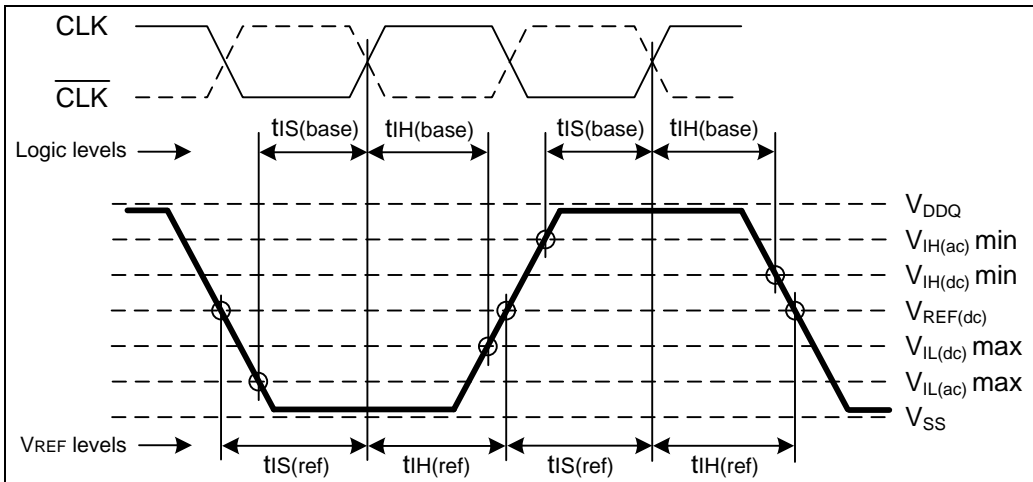 CLK
CLK
tIS(base) tIH(base) tIS(base) tIH(base)
Logic levels
VDDQ
VIH(ac) min
VIH(dc) min
VREF(dc)
VIL(dc) max
VIL(ac) max
VSS
VREF levels
tIS(ref) tIH(ref) tIS(ref) tIH(ref)